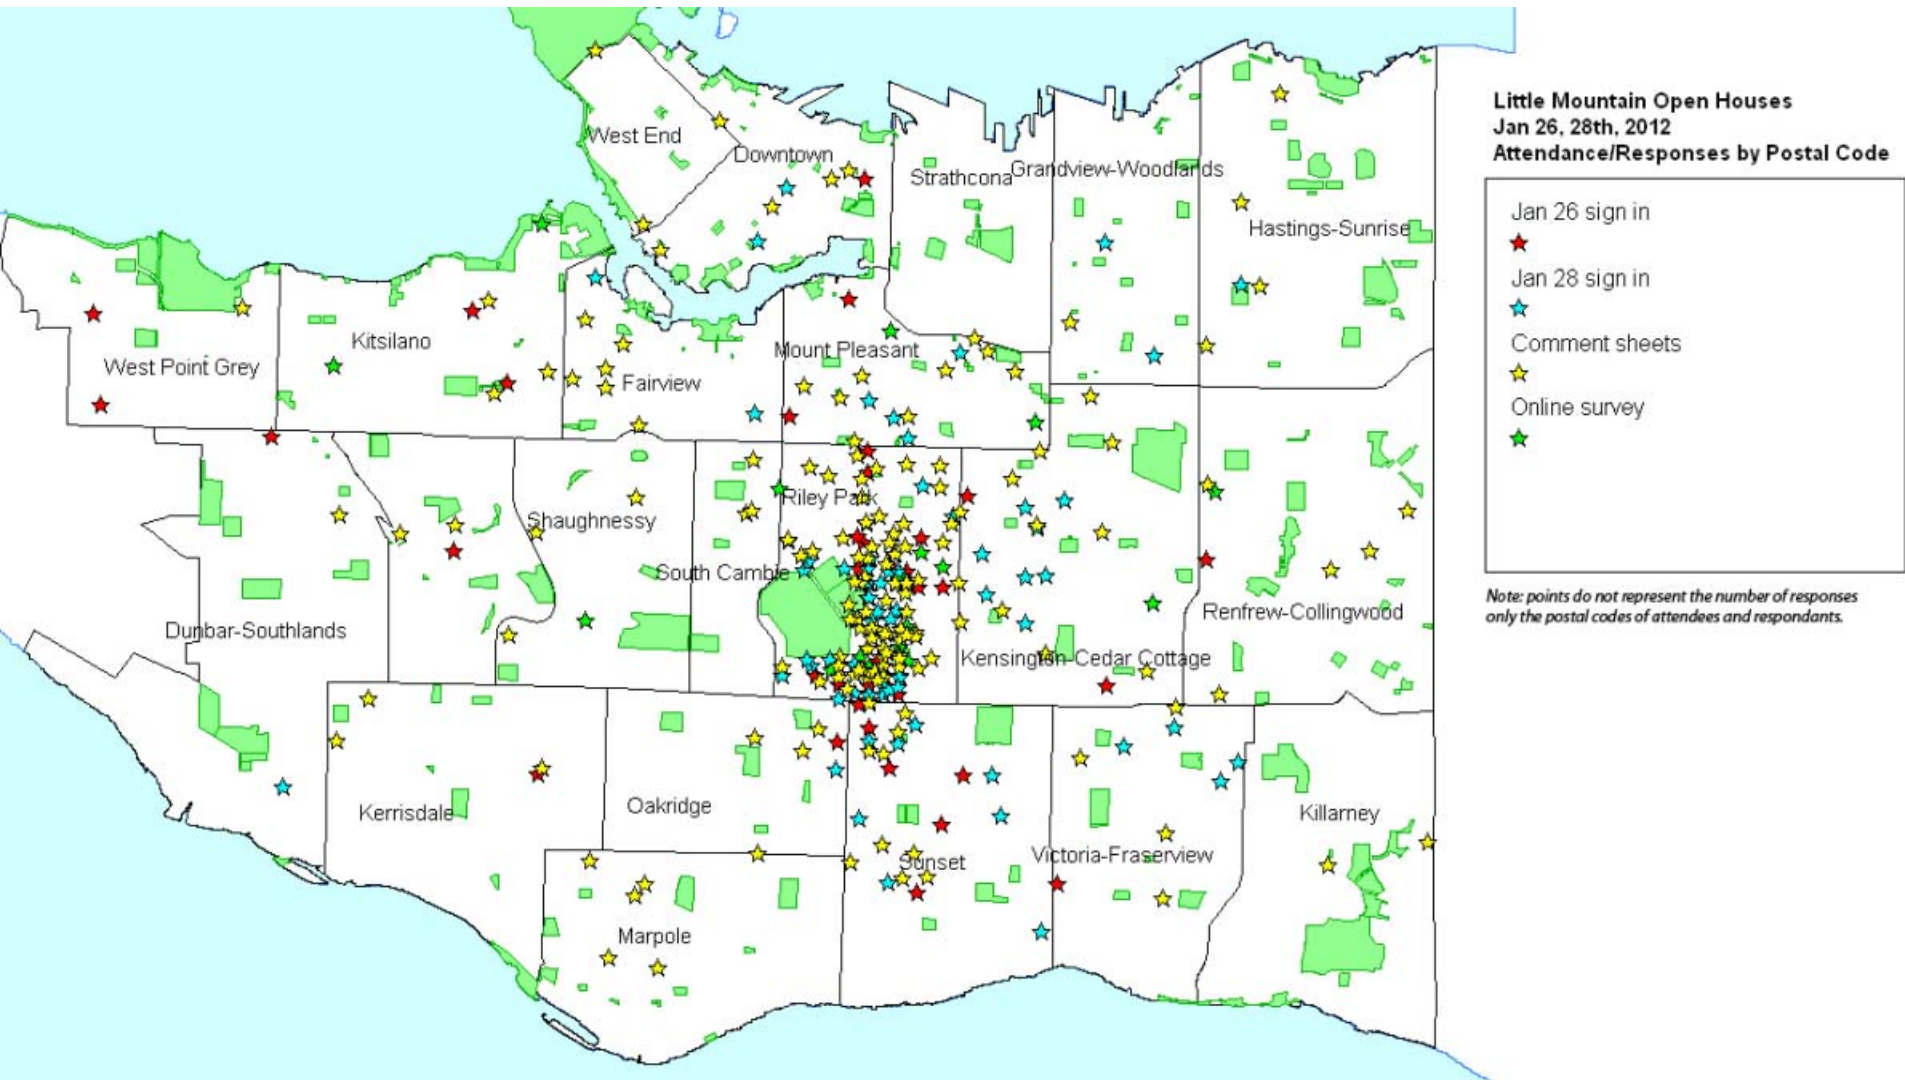 Little Mountain Open Houses
Jan 26, 28th, 2012
Attendance/Responses by Postal Code
Jan 26 sign in
Jan 28 sign in
Comment sheets
Online survey
Note: points do not represent the number of responses
only the postal codes of attendees and respondants.
West End
Downtown
Strathcona
Grandview-Woodlands
Hastings-Sunrise
West Point Grey
Kitsilano
Fairview
Mount Pleasant
Riley Park
Shaughnessy
South Cambie
Dunbar-Southlands
Kensington-Cedar Cottage
Renfrew-Collingwood
Kerrisdale
Oakridge
Sunset
Victoria-Fraserview
Killarney
Marpole